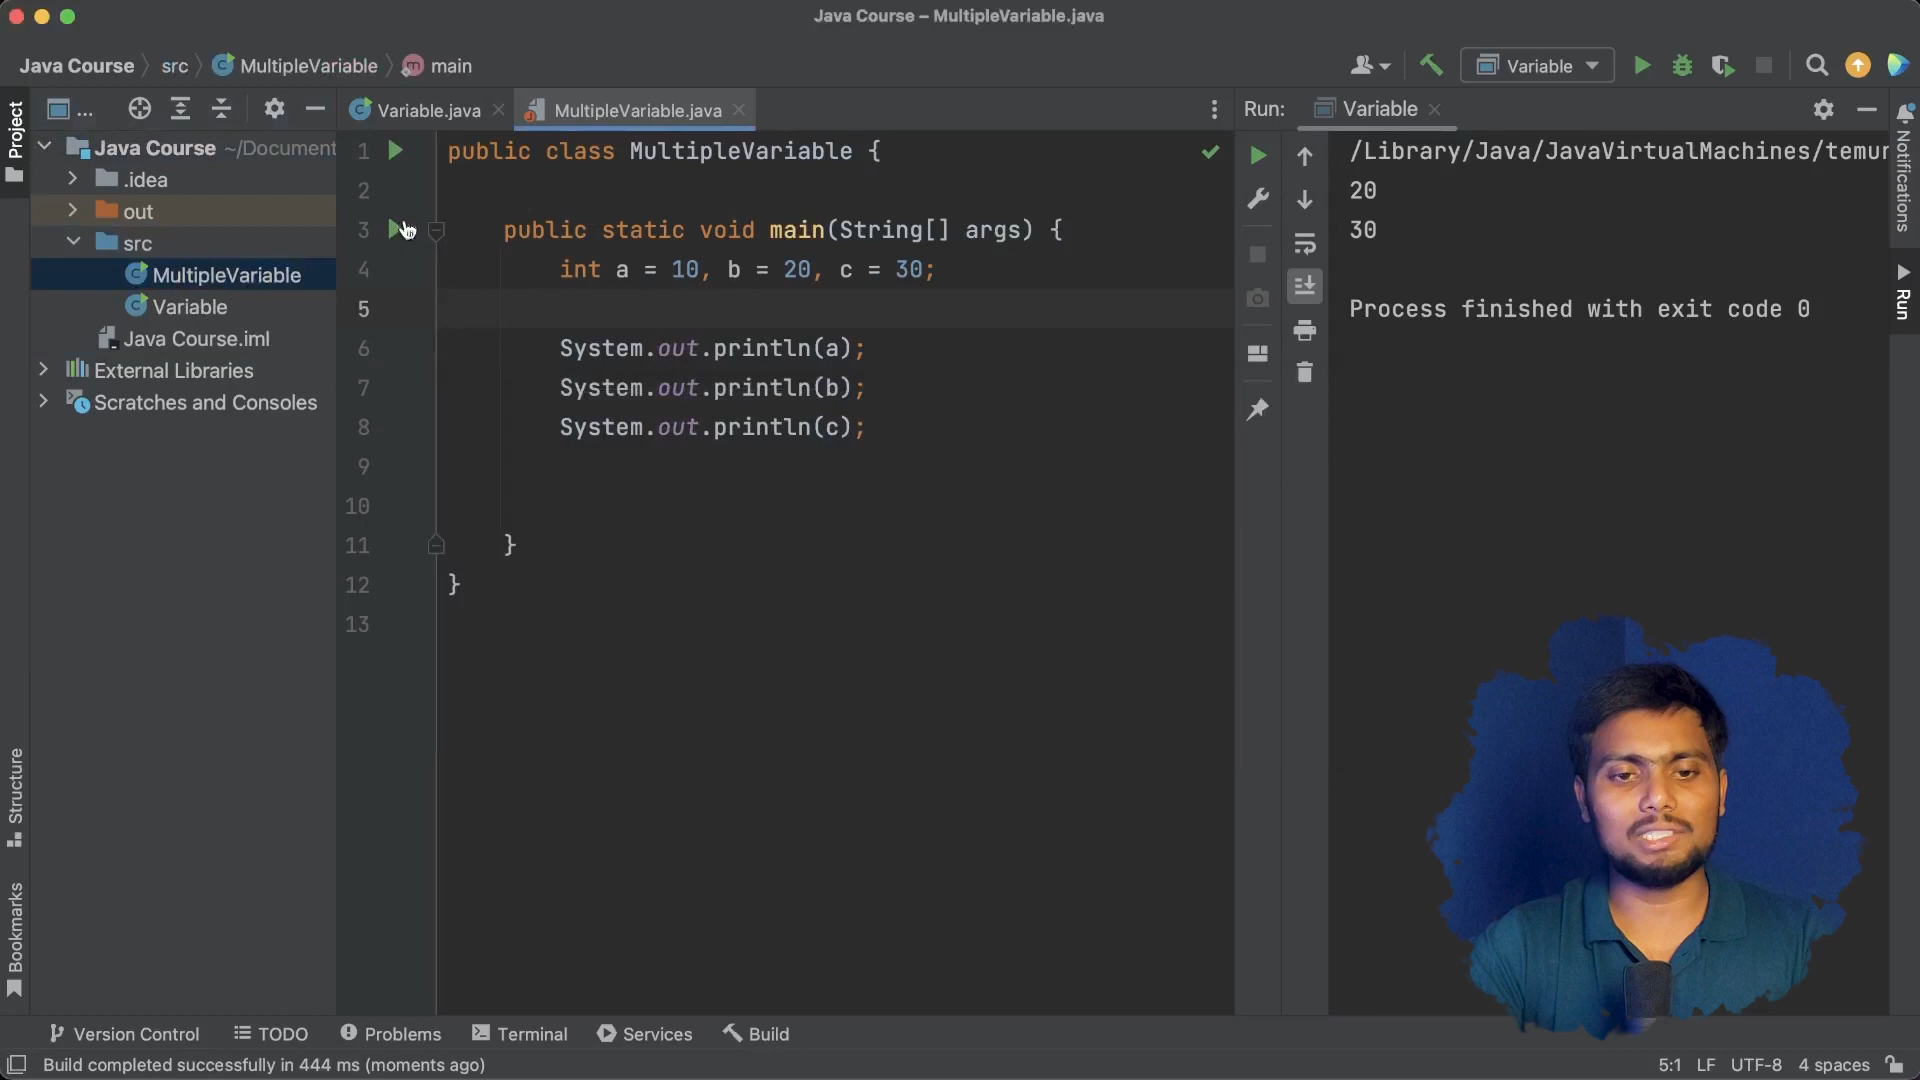 Java Course – MultipleVariable.java
Java Course src MultipleVariable main
Variable
Project
...
Variable.java
MultipleVariable.java
Run: Variable
Java Course ~/Document
.idea
out
src
MultipleVariable
Variable
Java Course.iml
External Libraries
Scratches and Consoles
1 public class MultipleVariable {
2
3 public static void main(String[] args) {
4 int a = 10, b = 20, c = 30;
5
6 System.out.println(a);
7 System.out.println(b);
8 System.out.println(c);
9
10
11 }
12 }
13
/Library/Java/JavaVirtualMachines/temur
20
30
Process finished with exit code 0
Notifications
Run
Structure
Bookmarks
Version Control TODO Problems Terminal Services Build
Build completed successfully in 444 ms (moments ago)
5:1 LF UTF-8 4 spaces